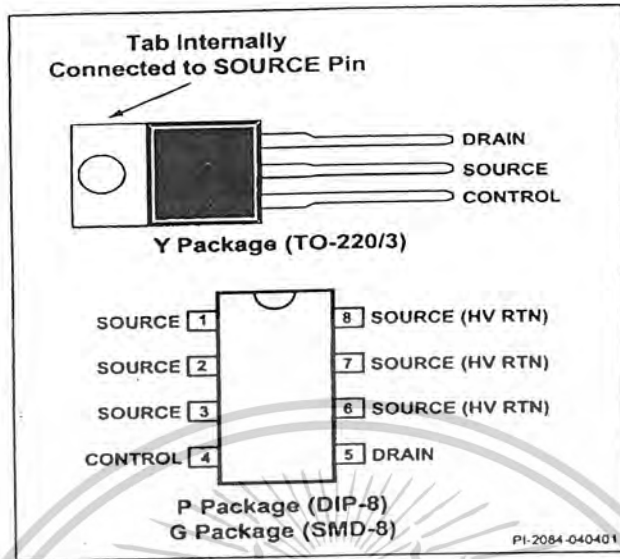 Tab Internally
Connected to SOURCE Pin
DRAIN
SOURCE
CONTROL
Y Package (TO-220/3)
SOURCE 1
8 SOURCE (HV RTN)
SOURCE 2
7 SOURCE (HV RTN)
SOURCE 3
6 SOURCE (HV RTN)
CONTROL 4
5 DRAIN
P Package (DIP-8)
G Package (SMD-8)
PI-2084-040401